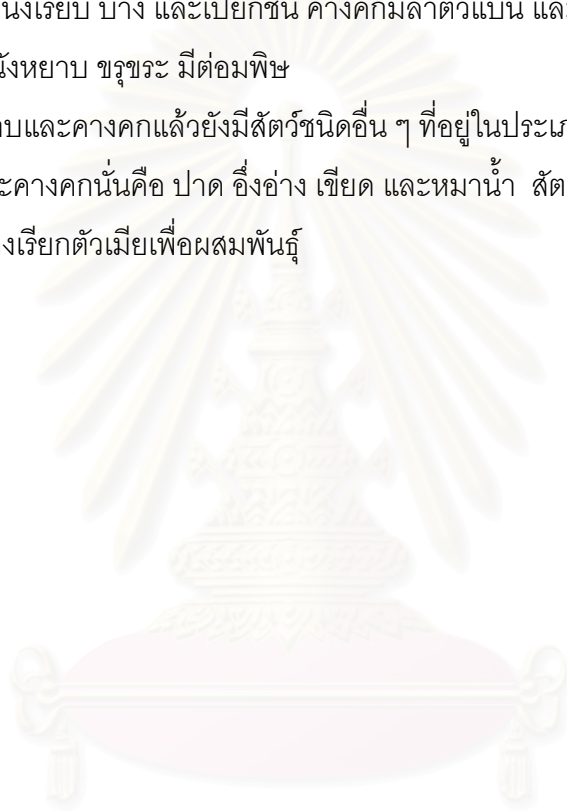 นังเรียบ บาง และเปียกชื้น คางคกมีลำตัวแบน และ
นังหยาบ ขรุขระ มีต่อมพิษ
บและคางคกแล้วยังมีสัตว์ชนิดอื่น ๆ ที่อยู่ในประเภ
ะคางคกนั่นคือ ปาด อึ่งอ่าง เขียด และหมาน้ำ สัต
งเรียกตัวเมียเพื่อผสมพันธุ์